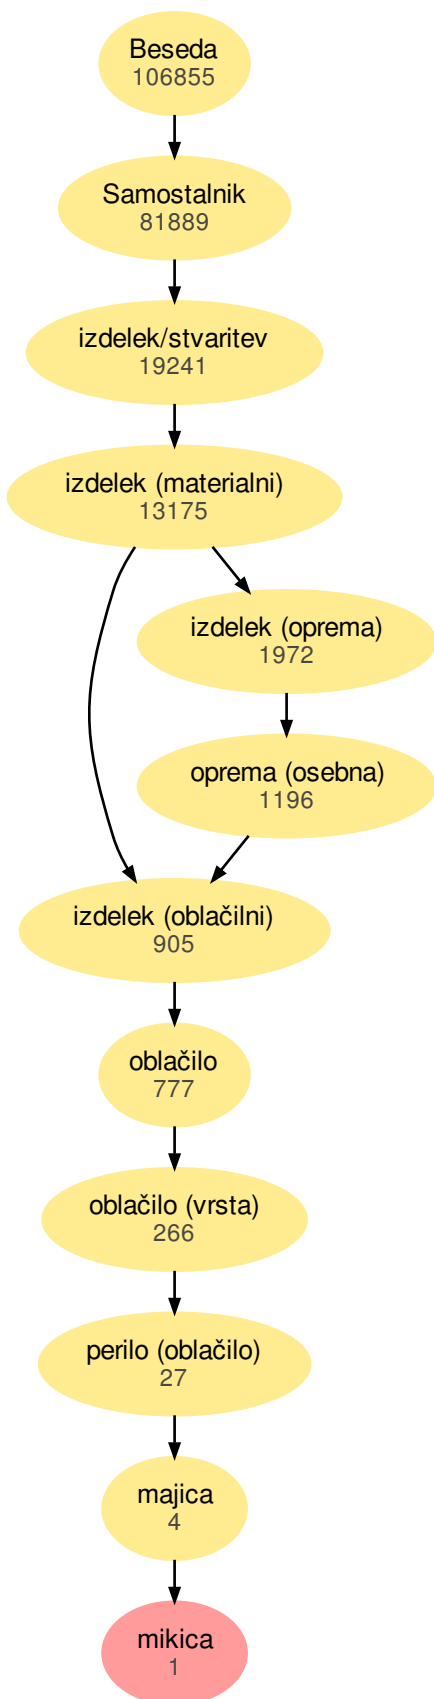 Beseda
106855
Samostalnik
81889
izdelek/stvaritev
19241
izdelek (materialni)
13175
izdelek (oprema)
1972
oprema (osebna)
1196
izdelek (oblačilni)
905
oblačilo
777
oblačilo (vrsta)
266
perilo (oblačilo)
27
majica
4
mikica
1